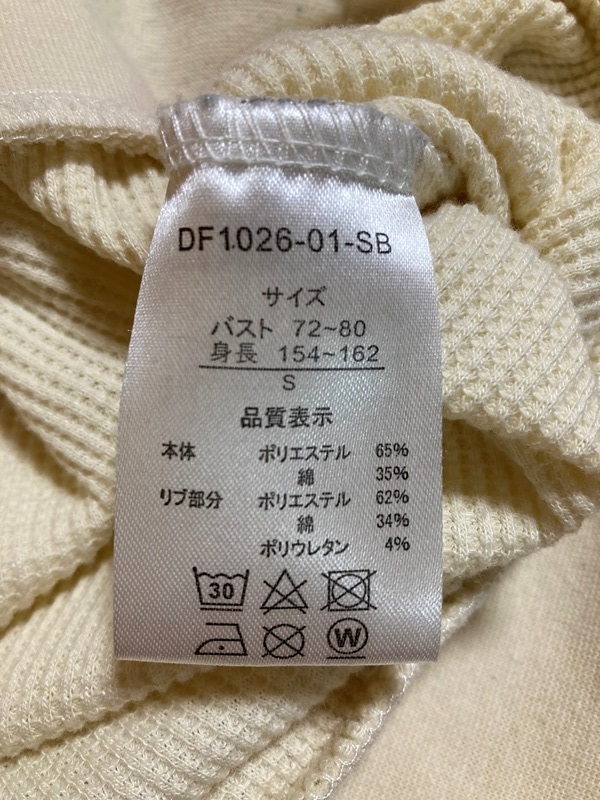 DF1026-01-SB
サイズ
バスト 72~80
身長 154~162
S
品質表示
本体 ポリエステル 65%
綿 35%
リブ部分 ポリエステル 62%
綿 34%
ポリウレタン 4%
30
W